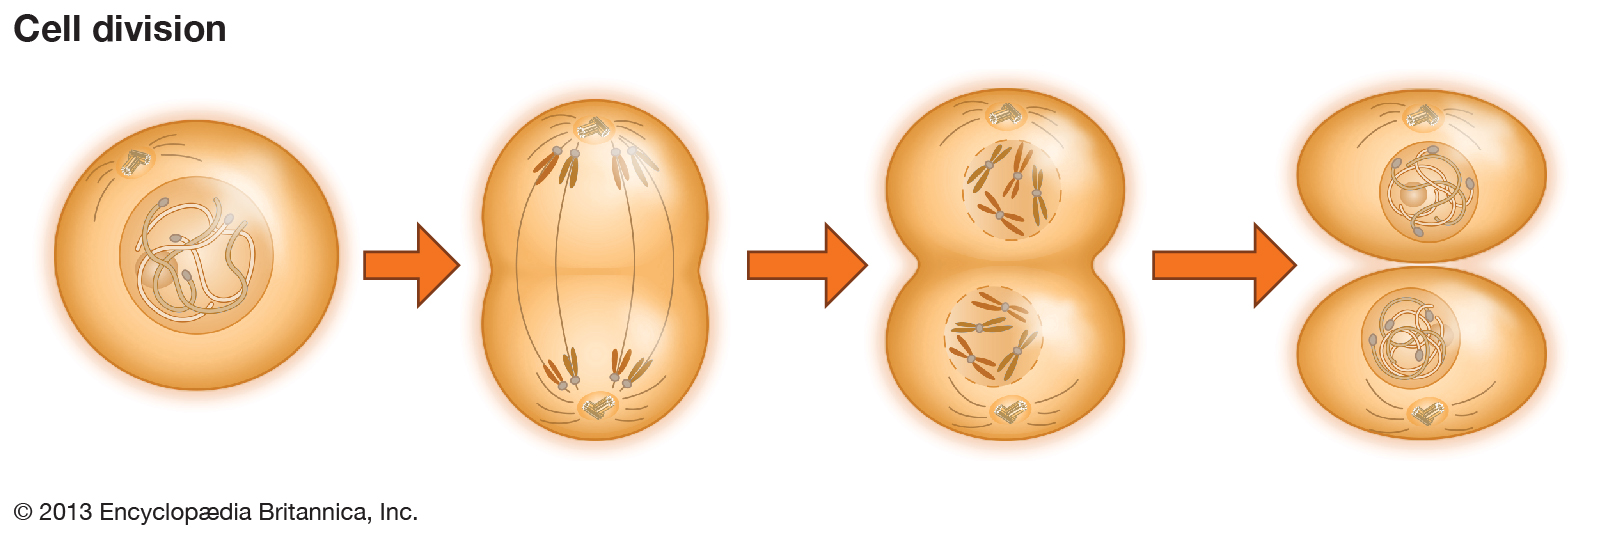 Cell division
© 2013 Encyclopædia Britannica, Inc.